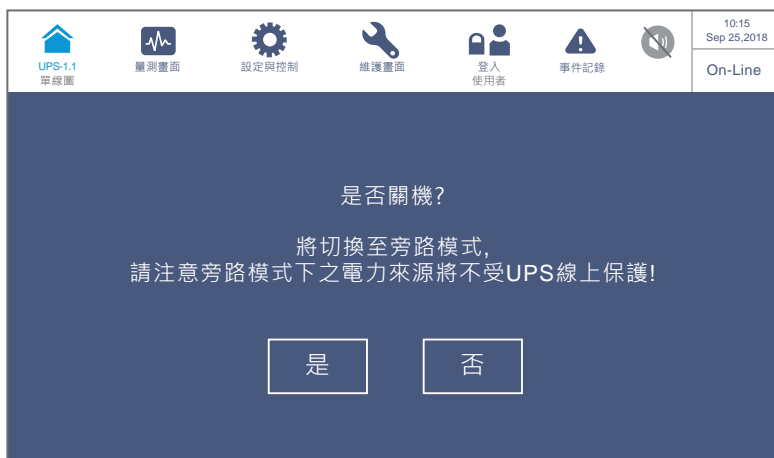 UPS-1.1
單線圖
量測畫面
設定與控制
維護畫面
登入
使用者
事件記錄
10:15
Sep 25,2018
On-Line
是否關機?
將切換至旁路模式,
請注意旁路模式下之電力來源將不受UPS線上保護!
是
否